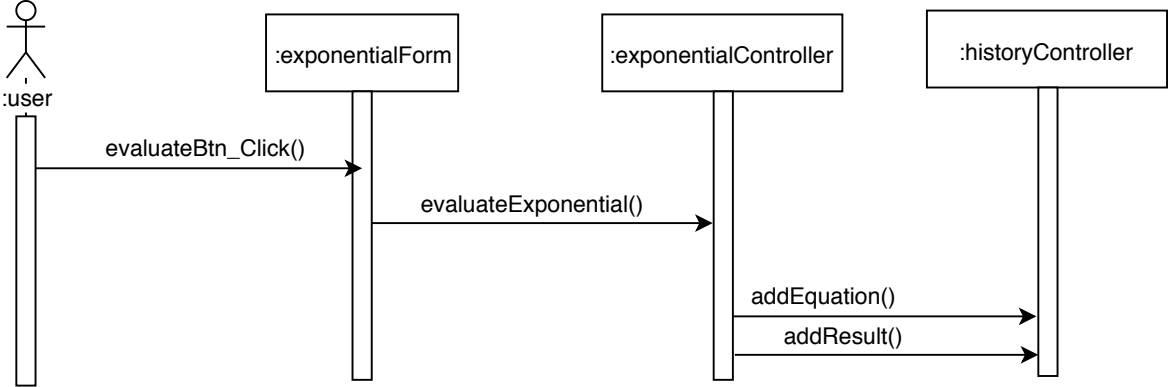 :exponentialForm
:exponentialController
:historyController
:user
evaluateBtn_Click()
evaluateExponential()
addEquation()
addResult()